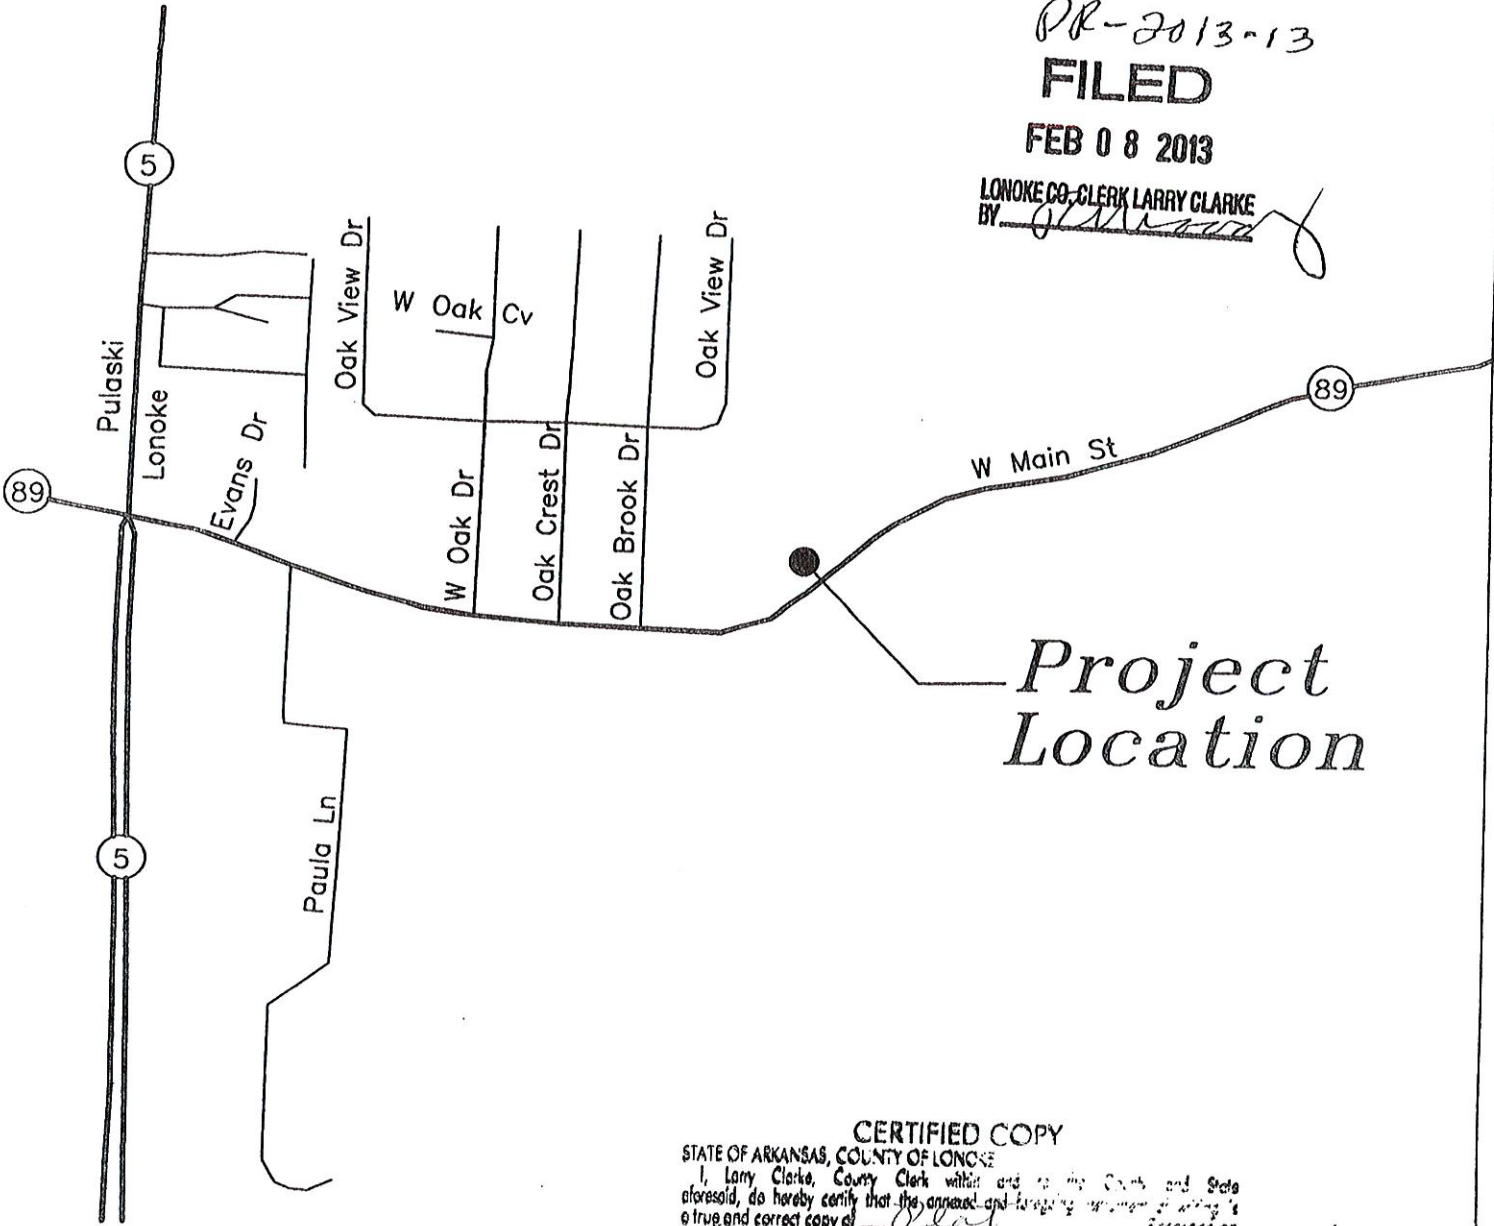 PR-2013-13
FILED
FEB 08 2013
LONOKE CO. CLERK LARRY CLARKE
BY
5
Oak View Dr
W Oak Cv
Oak View Dr
Pulaski
Lonoke
89
Evans Dr
89
W Main St
W Oak Dr
Oak Crest Dr
Oak Brook Dr
Project
Location
5
Paula Ln
CERTIFIED COPY
STATE OF ARKANSAS, COUNTY OF LONOKE
I, Larry Clarke, County Clerk within and State
aforesaid, do hereby certify that the annexed and foregoing
a true and correct copy of Plat